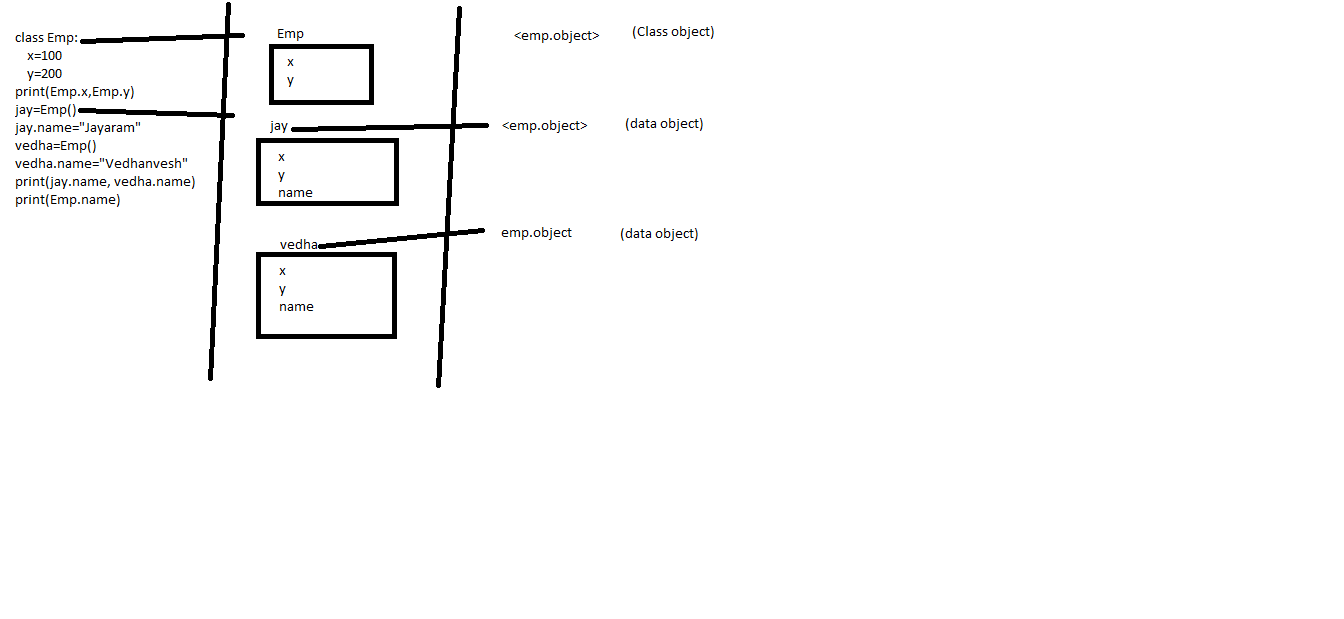 class Emp:
x=100
y=200
print(Emp.x,Emp.y)
jay=Emp()
jay.name="Jayaram"
vedha=Emp()
vedha.name="Vedhanvesh"
print(jay.name, vedha.name)
print(Emp.name)
Emp
x
y
jay
x
y
name
vedha
x
y
name
<emp.object> (Class object)
<emp.object> (data object)
emp.object (data object)